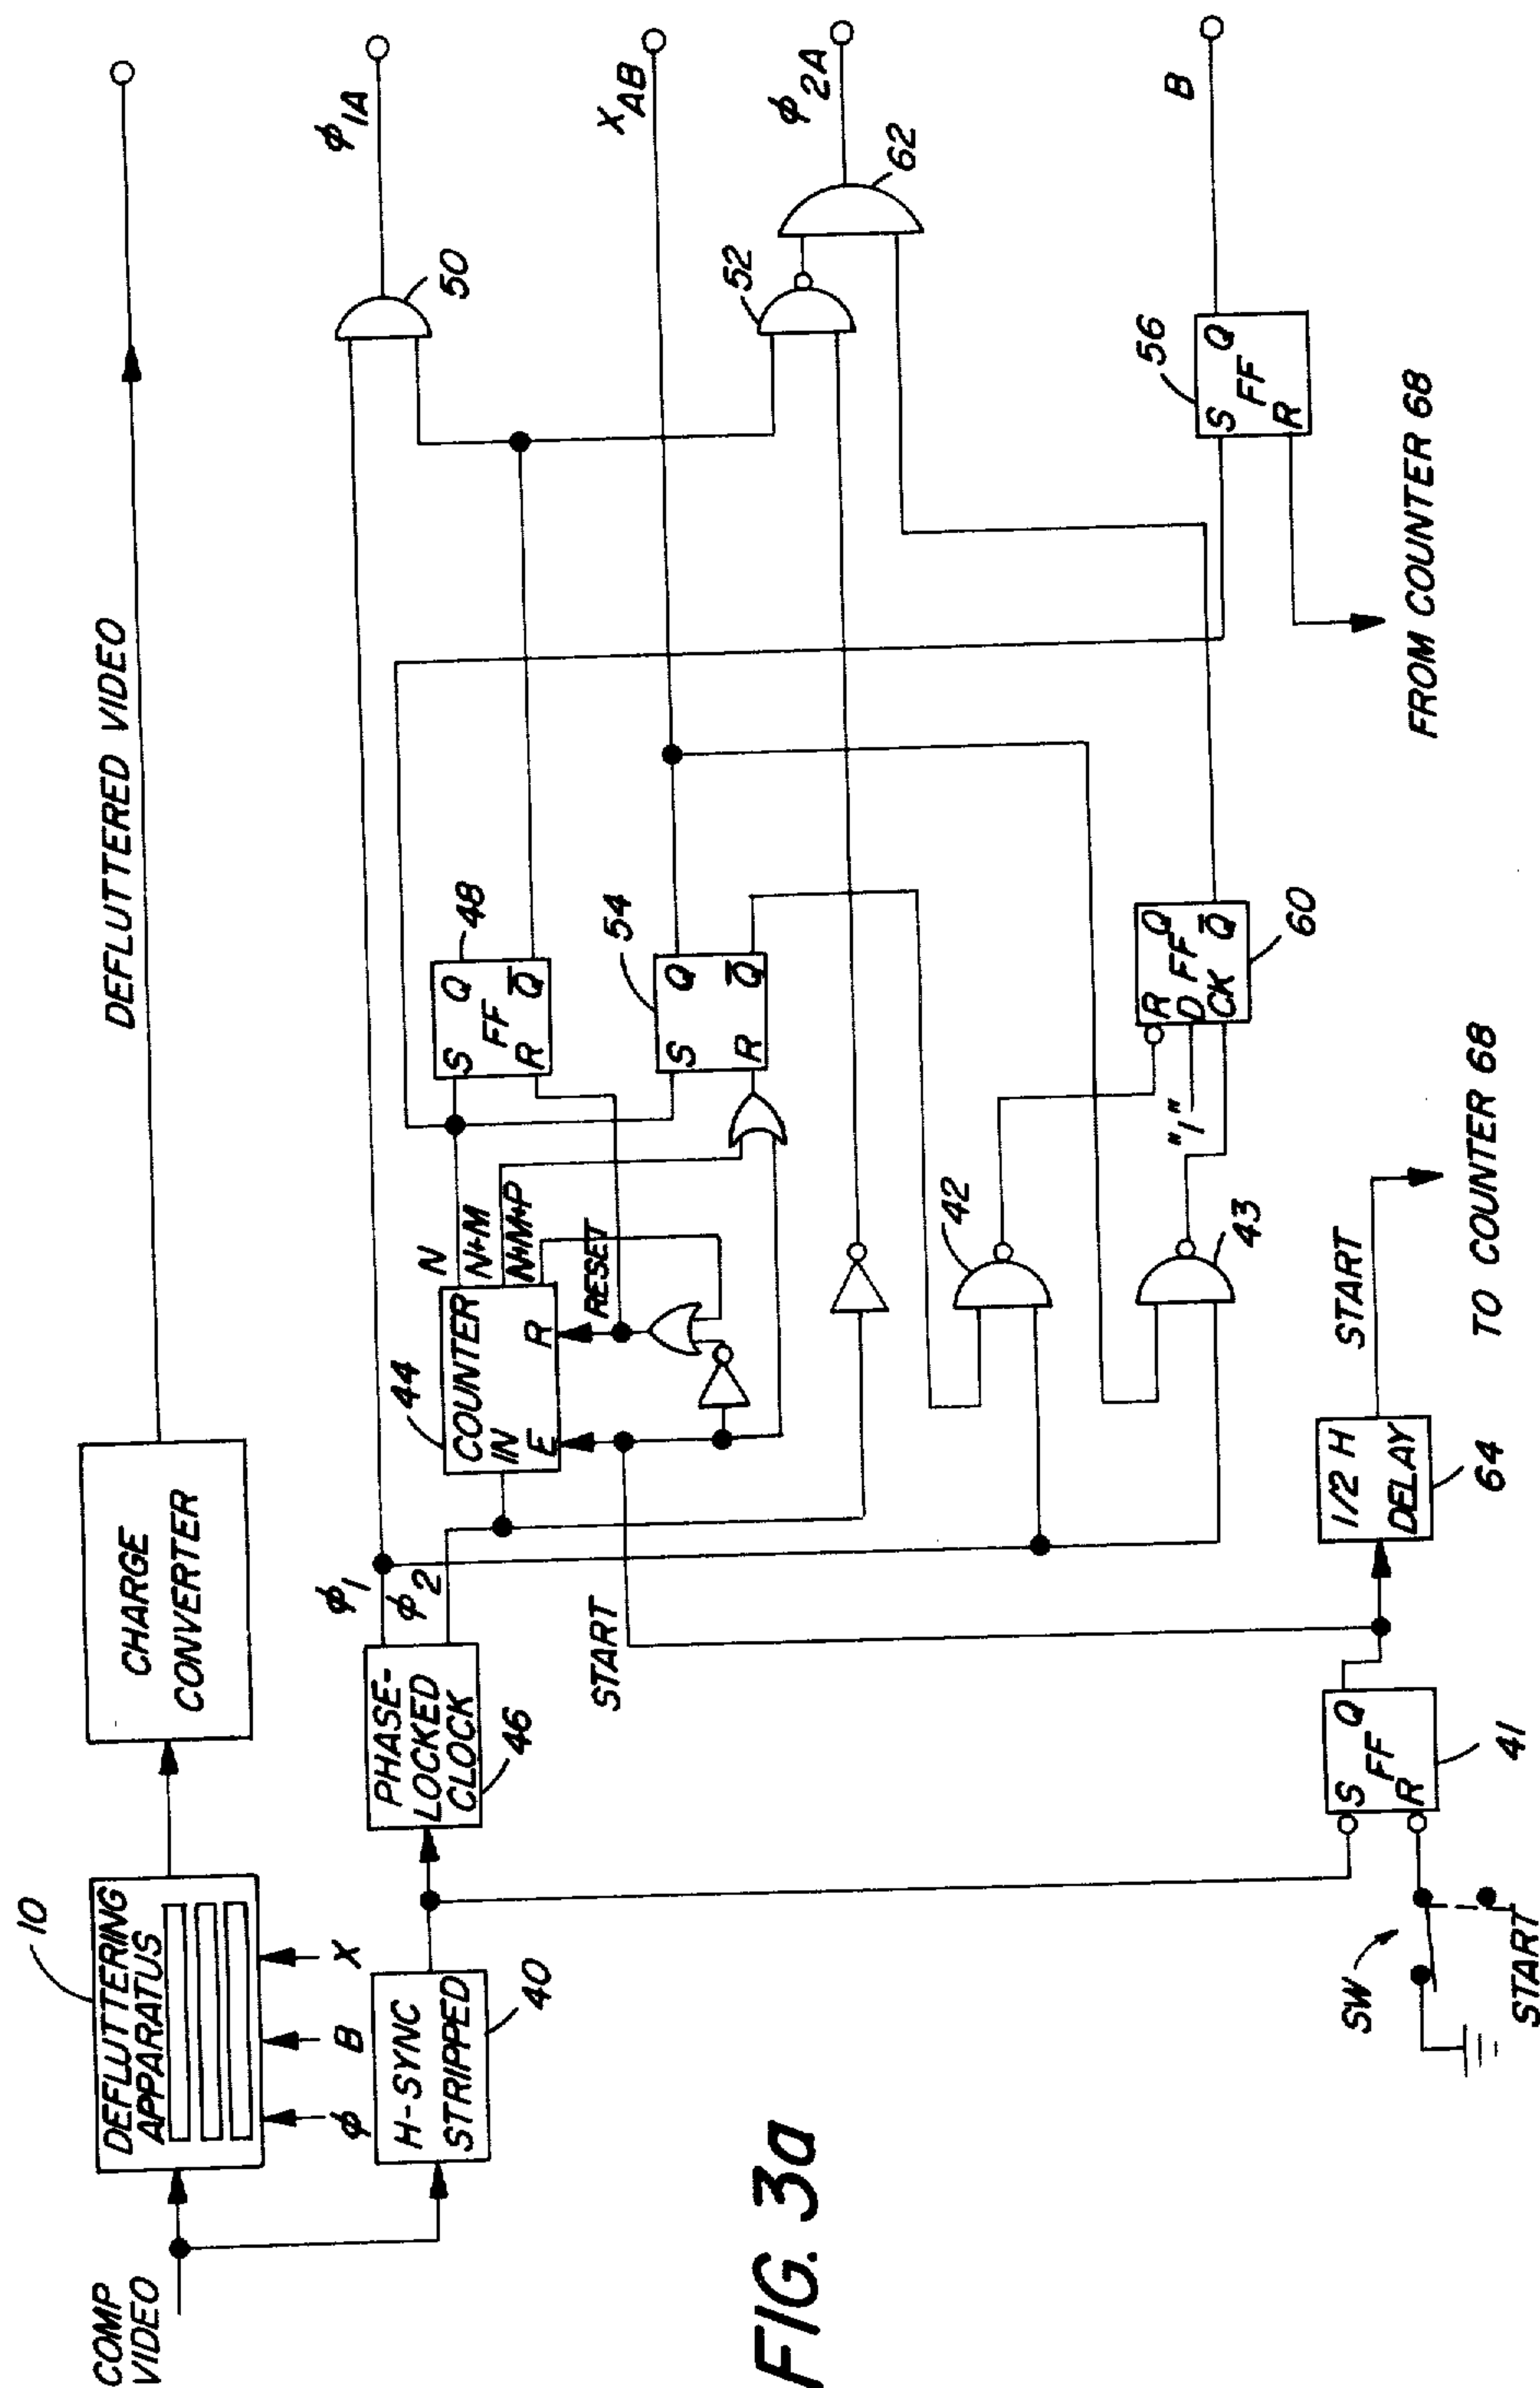 COMP
VIDEO
10
DEFLUTTERING
APPARATUS
Φ
B
X
CHARGE
CONVERTER
DEFLUTTERED VIDEO
H-SYNC
STRIPPED
40
PHASE-
LOCKED
CLOCK
46
Φ1
Φ2
START
44
COUNTER
IN
E
R
RESET
N
N+M
N+M+P
S Q
FF
R Q̅
48
54
S Q
R Q̅
50
Φ1A
XAB
52
62
Φ2A
42
43
"1"
R Q
D FF
CK Q̅
60
56
S Q
FF
R
B
FROM COUNTER 68
SW
START
S Q
FF
R
41
1/2 H
DELAY
64
START
TO COUNTER 68
FIG. 3a